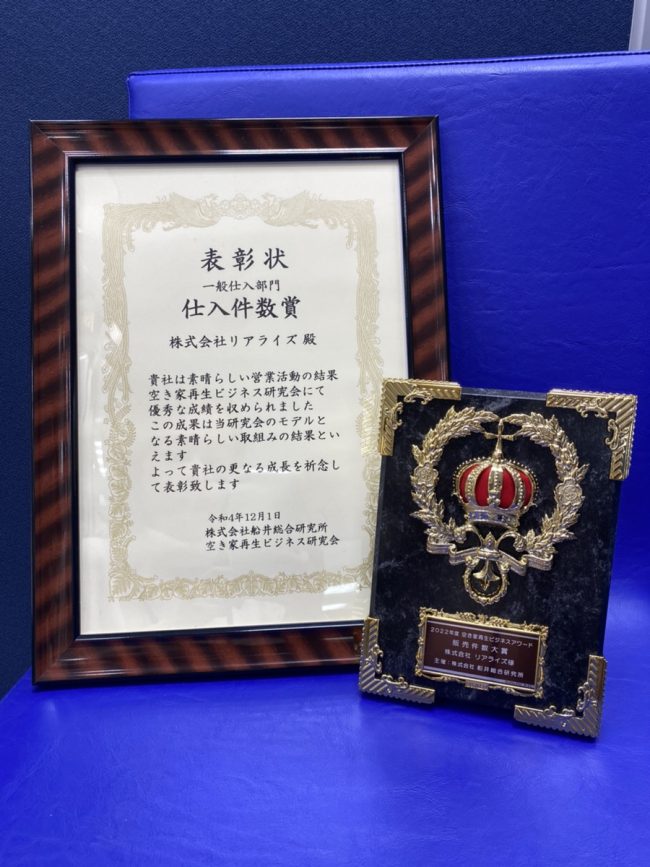 表彰状
一般仕入部門
仕入件数賞
株式会社リアライズ 殿
貴社は素晴らしい営業活動の結果
空き家再生ビジネス研究会にて
優秀な成績を収められました
この成果は当研究会のモデルと
なる素晴らしい取組みの結果とい
えます
よって貴社の更なる成長を祈念し
て表彰致します
令和4年12月1日
株式会社船井総合研究所
空き家再生ビジネス研究会
2022年度 空き家再生ビジネスアワード
販売件数大賞
株式会社 リアライズ様
主催：株式会社 船井総合研究所